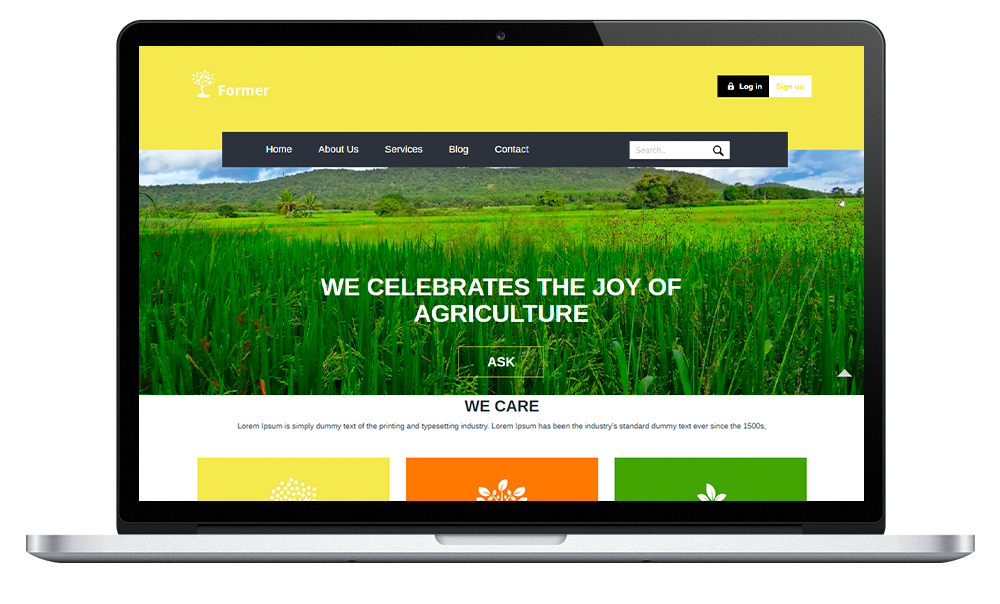 Former
Log in
Sign up
Home About Us Services Blog Contact
Search..
WE CELEBRATES THE JOY OF
AGRICULTURE
ASK
WE CARE
Lorem Ipsum is simply dummy text of the printing and typesetting industry. Lorem Ipsum has been the industry's standard dummy text ever since the 1500s,